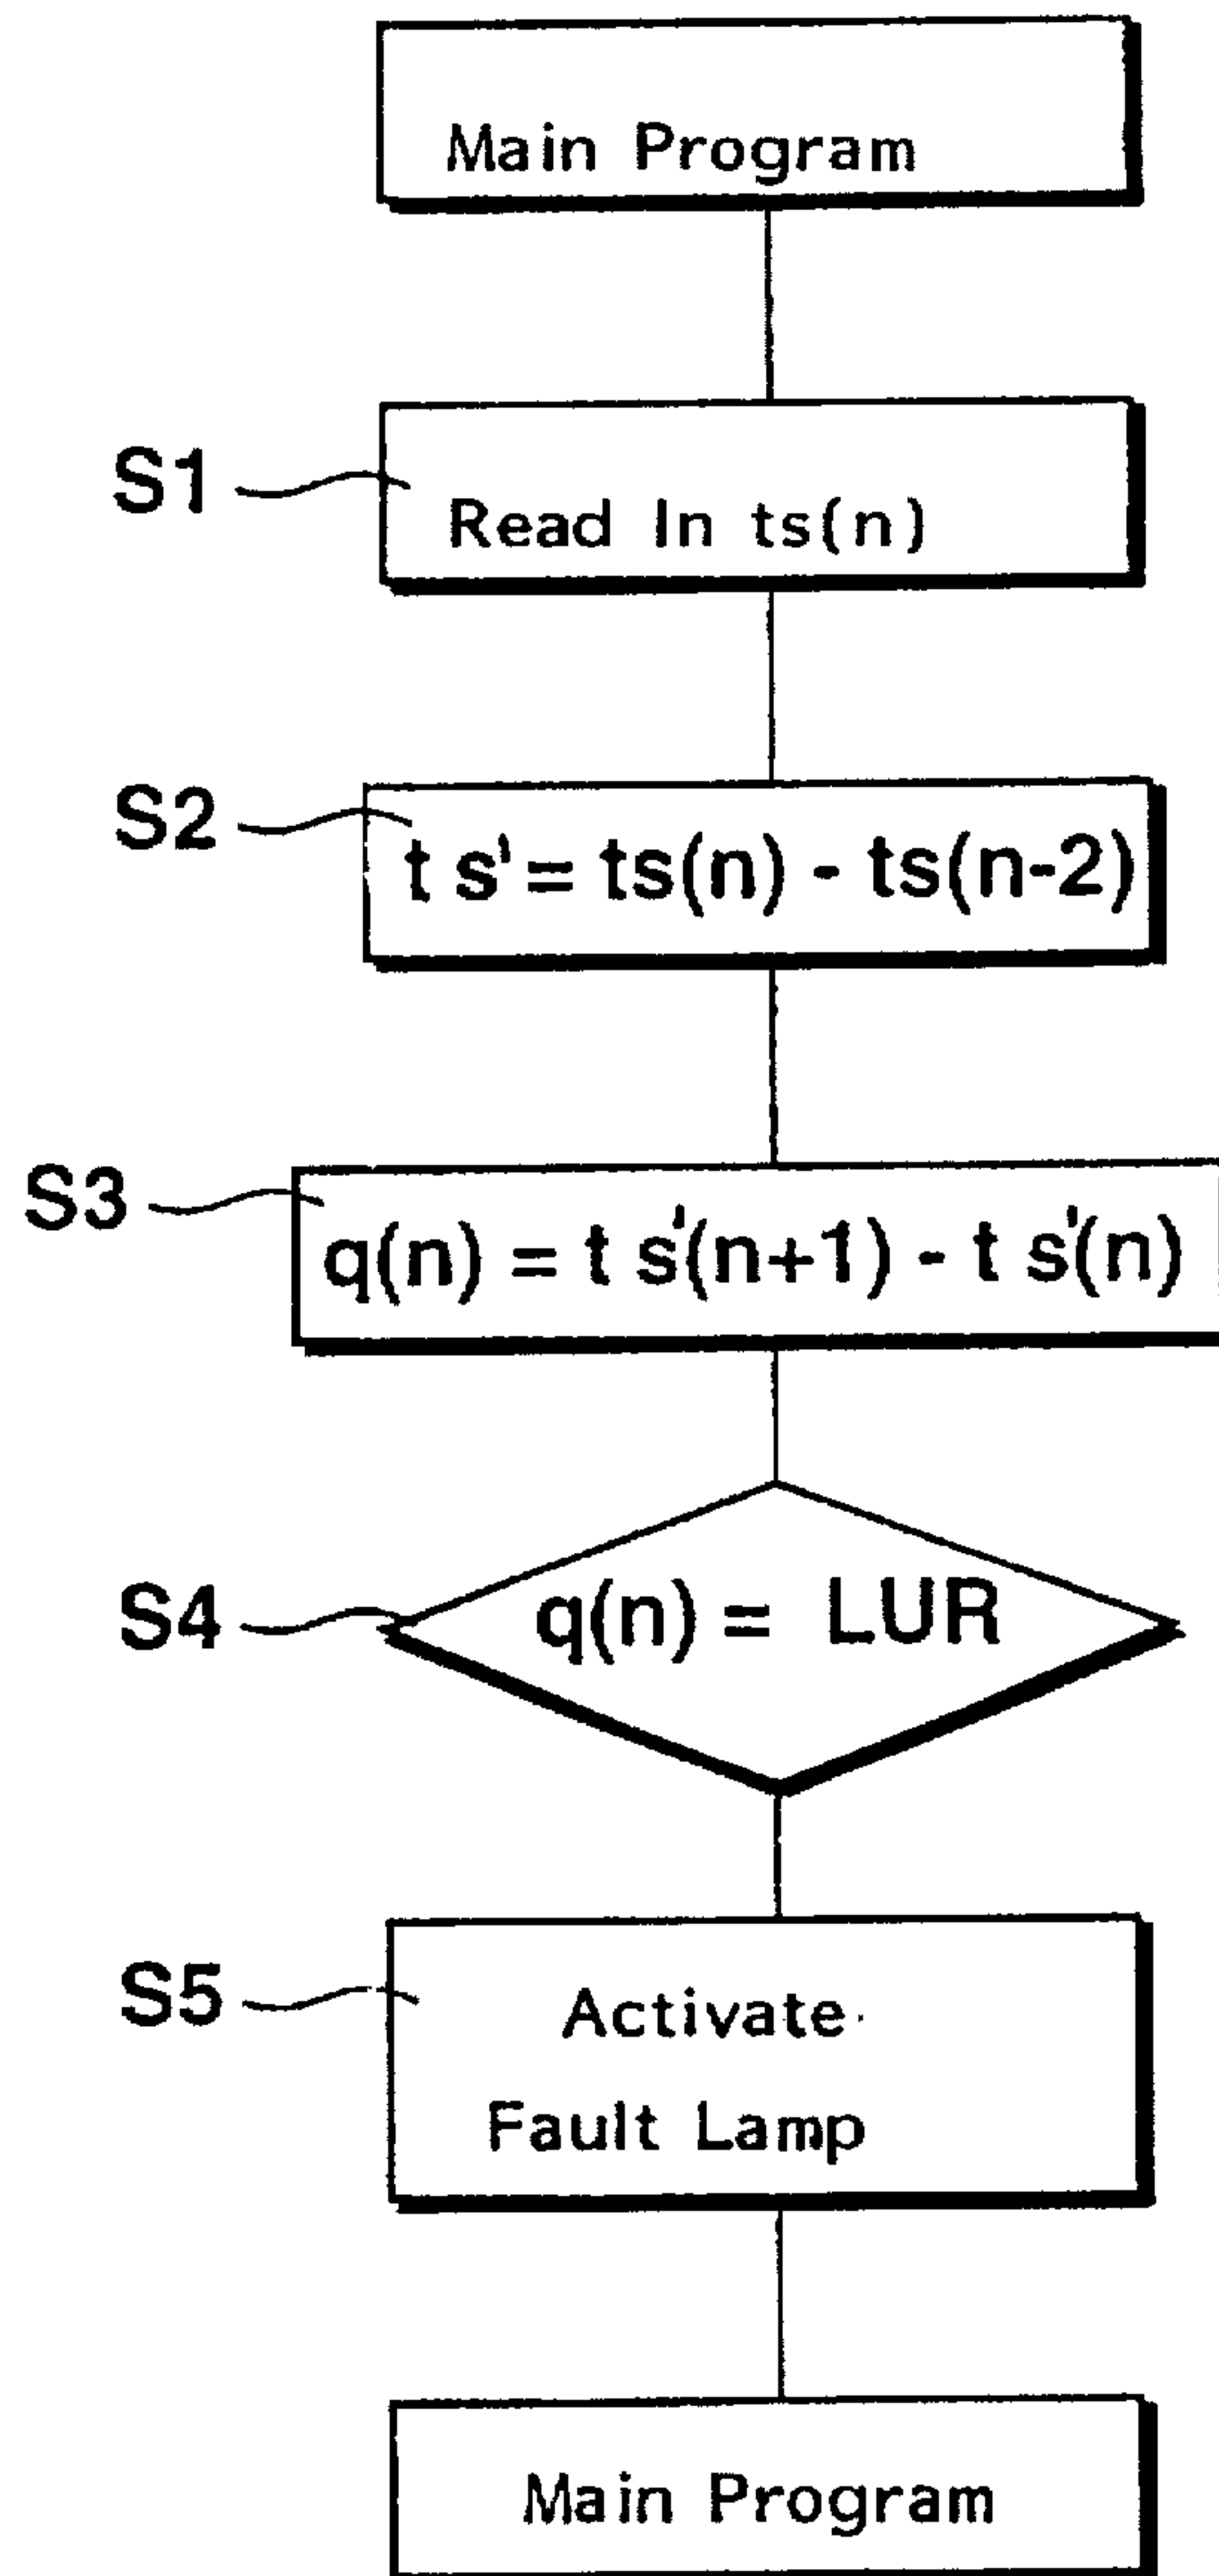 Main Program
S1
Read In ts(n)
S2
t s' = ts(n) - ts(n-2)
S3
q(n) = t s'(n+1) - t s'(n)
S4
q(n) = LUR
S5
Activate
Fault Lamp
Main Program